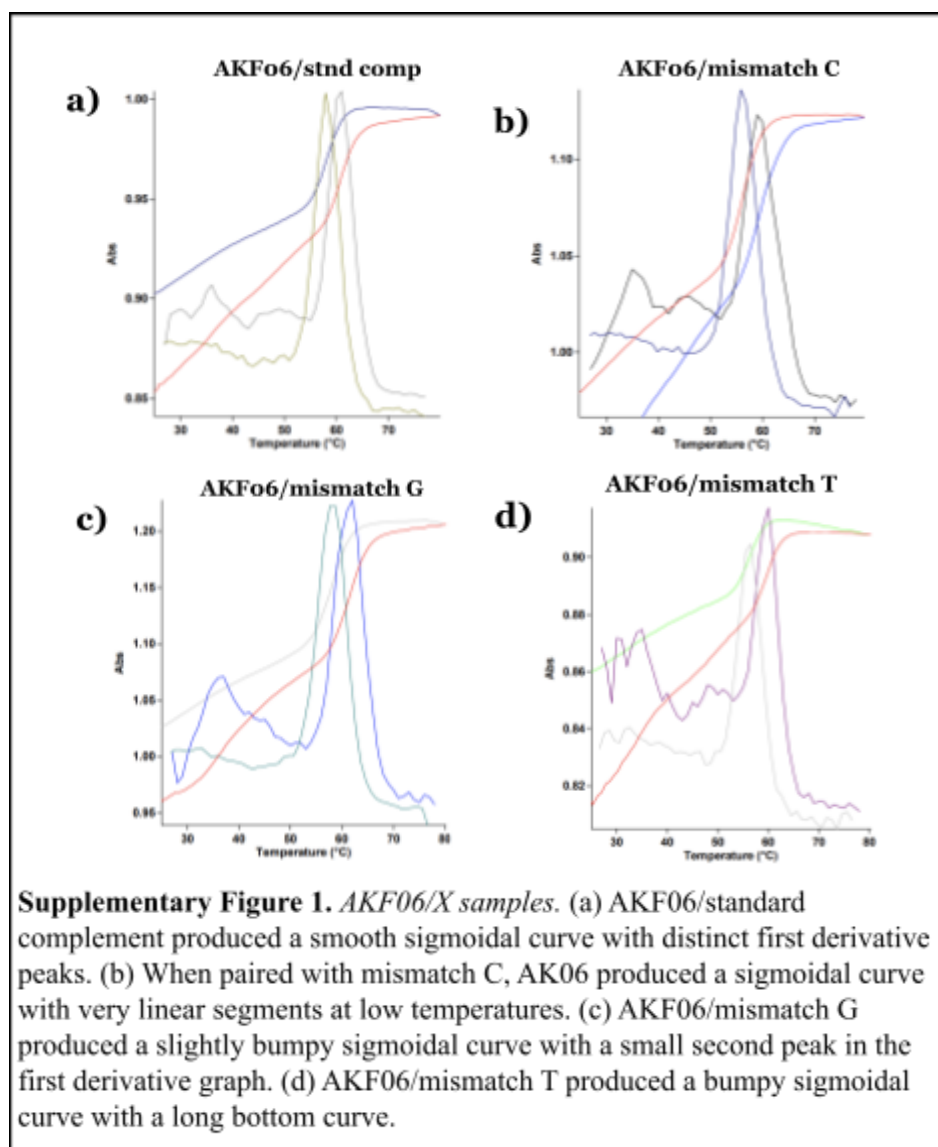 AKF06/stnd comp
a)
1.00
0.95
0.90
0.85
Abs
30 40 50 60 70
Temperature (°C)
AKF06/mismatch C
b)
1.10
1.05
1.00
Abs
30 40 50 60 70
Temperature (°C)
AKF06/mismatch G
c)
1.20
1.15
1.10
1.05
1.00
0.95
Abs
30 40 50 60 70 80
Temperature (°C)
AKF06/mismatch T
d)
0.90
0.88
0.86
0.84
0.82
Abs
30 40 50 60 70 80
Temperature (°C)
Supplementary Figure 1. AKF06/X samples. (a) AKF06/standard
complement produced a smooth sigmoidal curve with distinct first derivative
peaks. (b) When paired with mismatch C, AK06 produced a sigmoidal curve
with very linear segments at low temperatures. (c) AKF06/mismatch G
produced a slightly bumpy sigmoidal curve with a small second peak in the
first derivative graph. (d) AKF06/mismatch T produced a bumpy sigmoidal
curve with a long bottom curve.